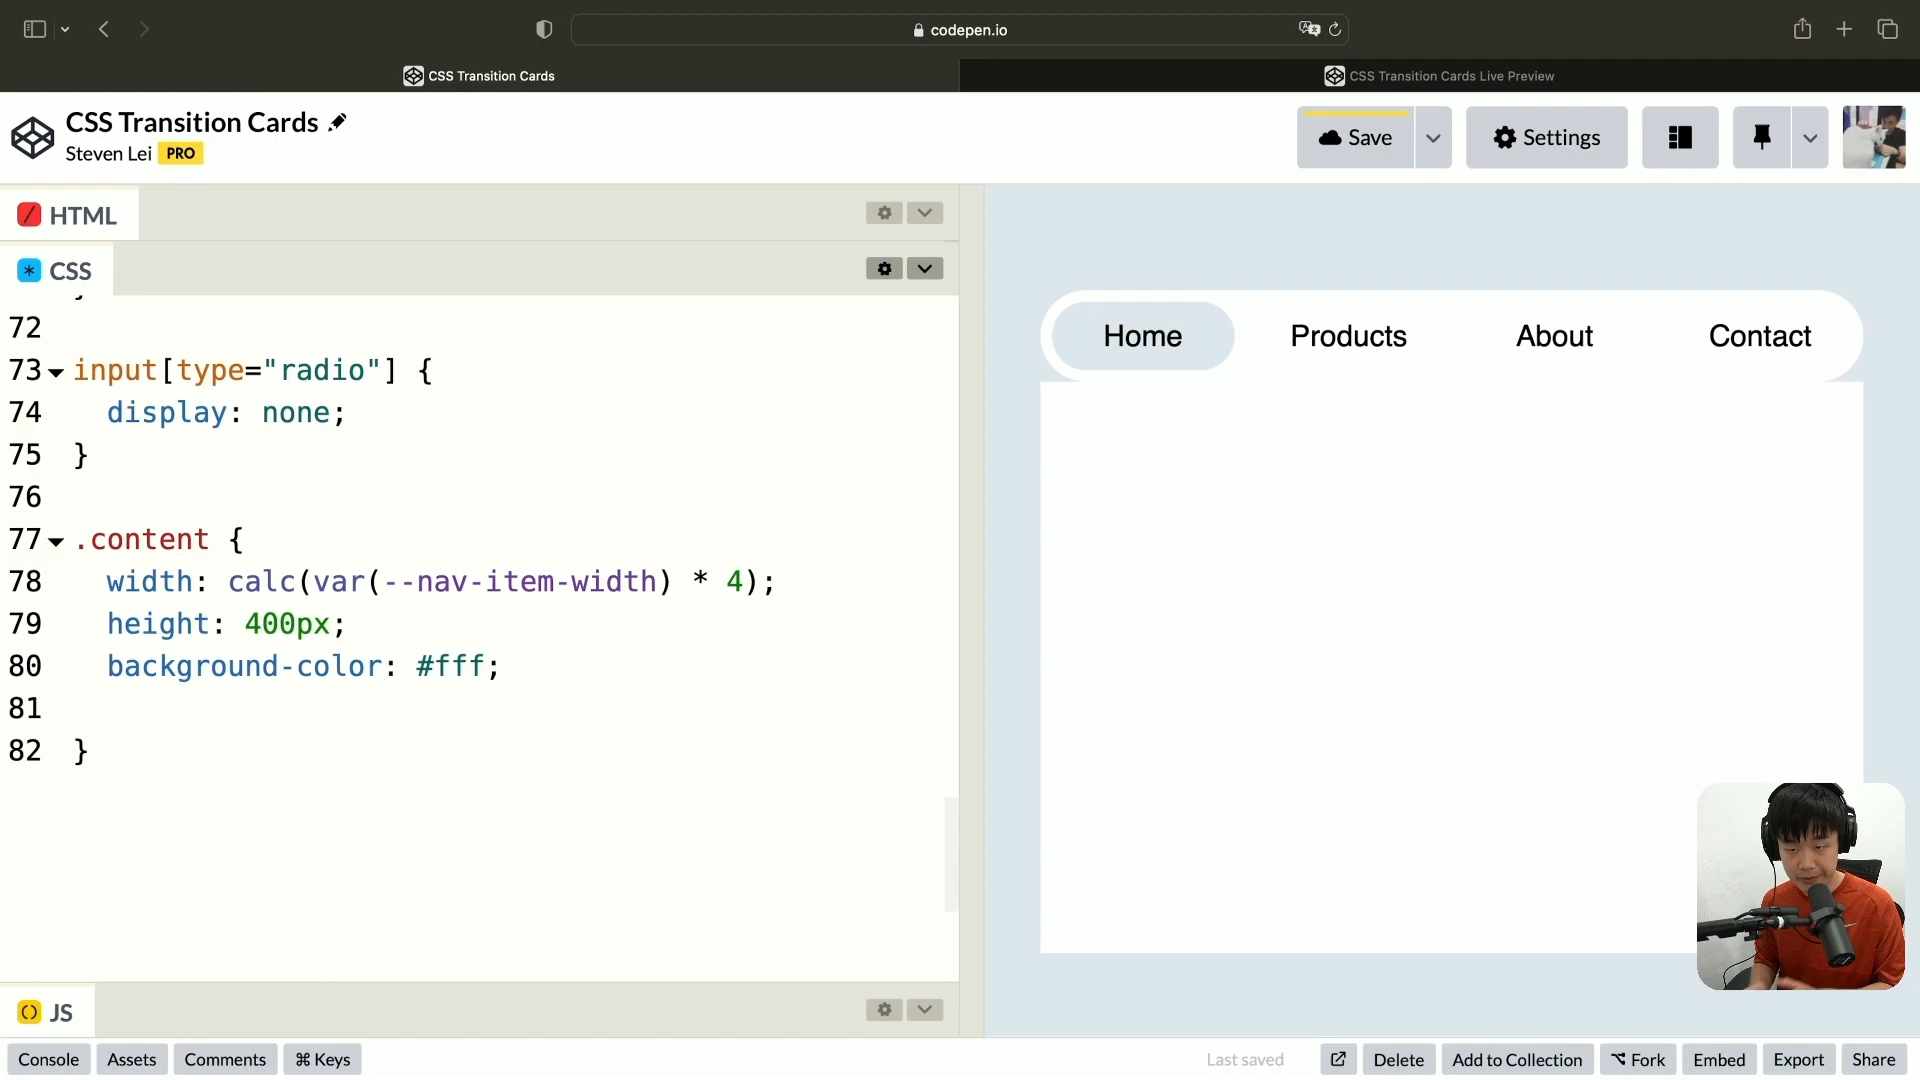 codepen.io
CSS Transition Cards
CSS Transition Cards Live Preview
CSS Transition Cards
Steven Lei PRO
Save
Settings
HTML
CSS
72
73 input[type="radio"] {
74 display: none;
75 }
76
77 .content {
78 width: calc(var(--nav-item-width) * 4);
79 height: 400px;
80 background-color: #fff;
81
82 }
Home Products About Contact
JS
Console Assets Comments ⌘ Keys
Last saved
Delete Add to Collection Fork Embed Export Share